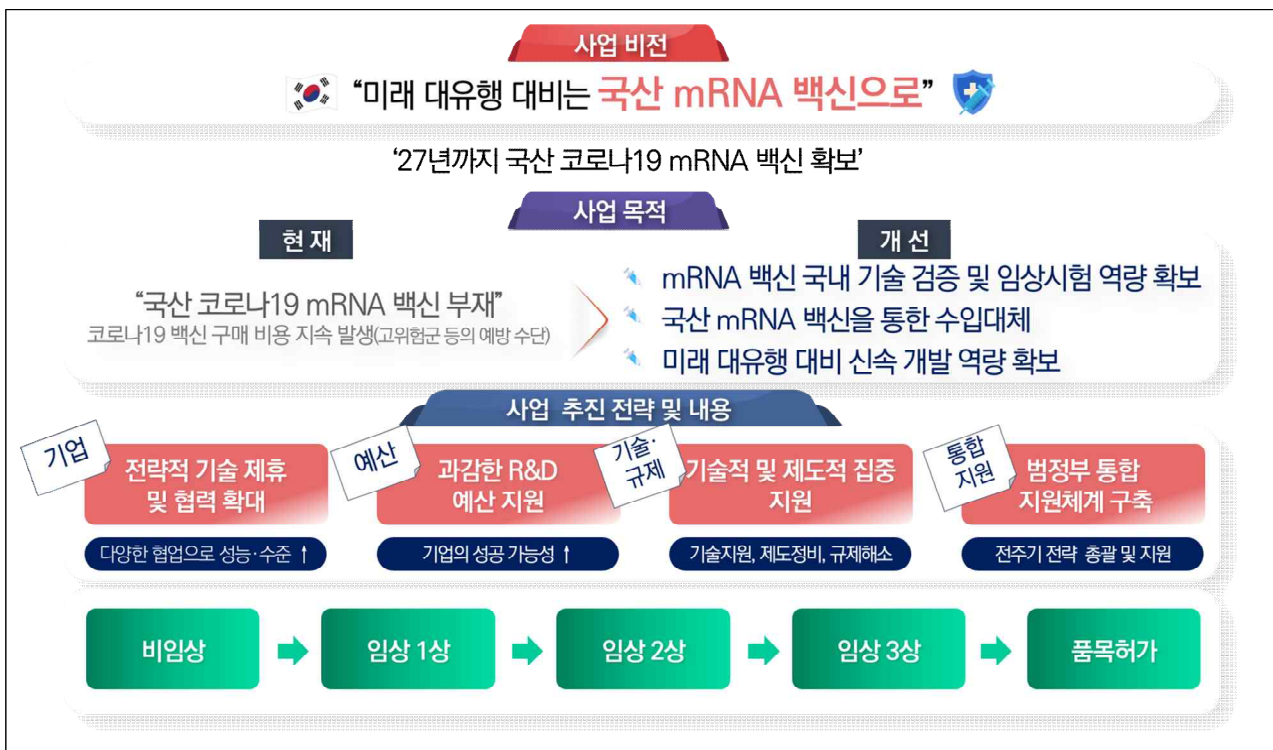 사업 비전
“미래 대유행 대비는 국산 mRNA 백신으로”
‘27년까지 국산 코로나19 mRNA 백신 확보’
사업 목적
현 재
“국산 코로나19 mRNA 백신 부재”
코로나19 백신 구매 비용 지속 발생(고위험군 등의 예방 수단)
개 선
mRNA 백신 국내 기술 검증 및 임상시험 역량 확보
국산 mRNA 백신을 통한 수입대체
미래 대유행 대비 신속 개발 역량 확보
사업 추진 전략 및 내용
기업
전략적 기술 제휴
및 협력 확대
다양한 협업으로 성능·수준 ↑
예산
과감한 R&D
예산 지원
기업의 성공 가능성 ↑
기술·
규제
기술적 및 제도적 집중
지원
기술지원, 제도정비, 규제해소
통합
지원
범정부 통합
지원체계 구축
전주기 전략 총괄 및 지원
비임상
임상 1상
임상 2상
임상 3상
품목허가